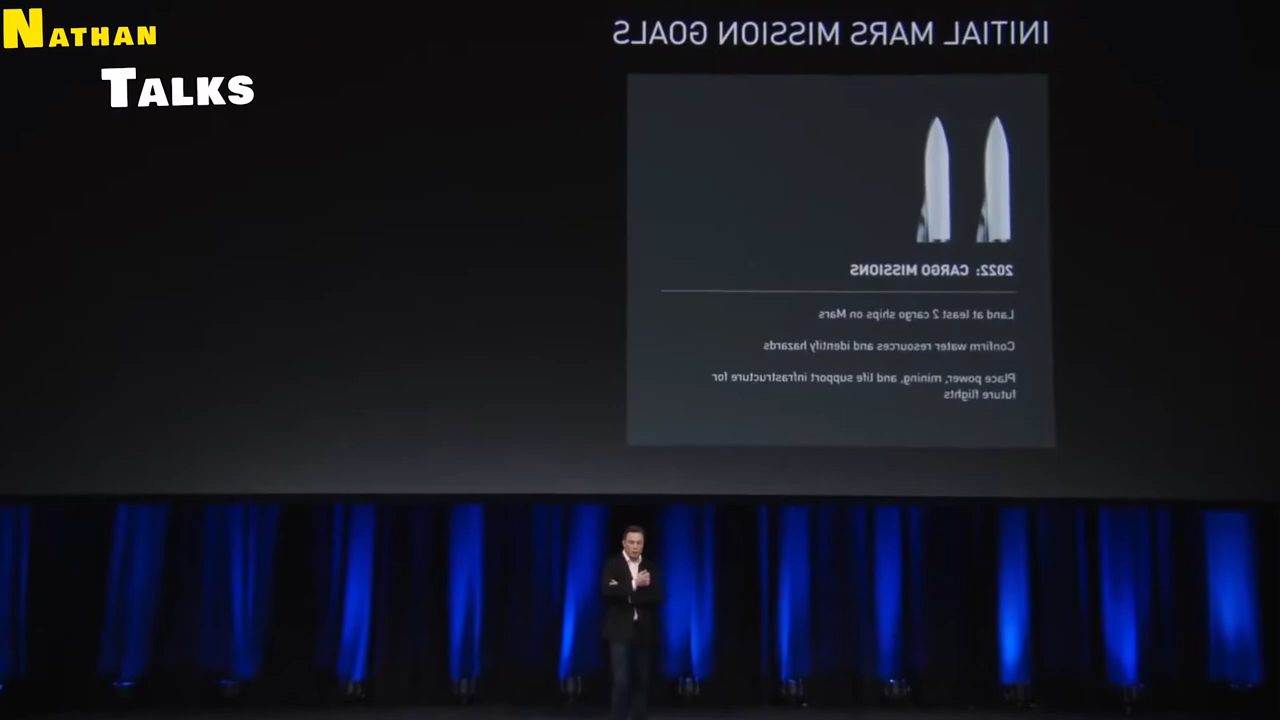 NATHAN
TALKS
INITIAL MARS MISSION GOALS
2022: CARGO MISSIONS
Land at least 2 cargo ships on Mars
Confirm water resources and identify hazards
Place power, mining, and life support infrastructure for
future flights